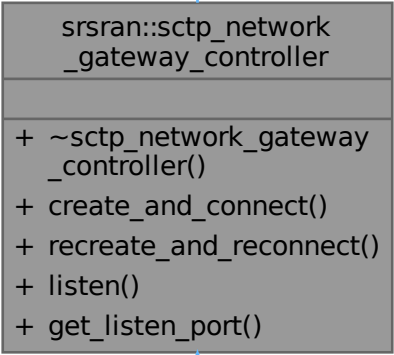 srsran::sctp_network
_gateway_controller
+ ~sctp_network_gateway
_controller()
+ create_and_connect()
+ recreate_and_reconnect()
+ listen()
+ get_listen_port()